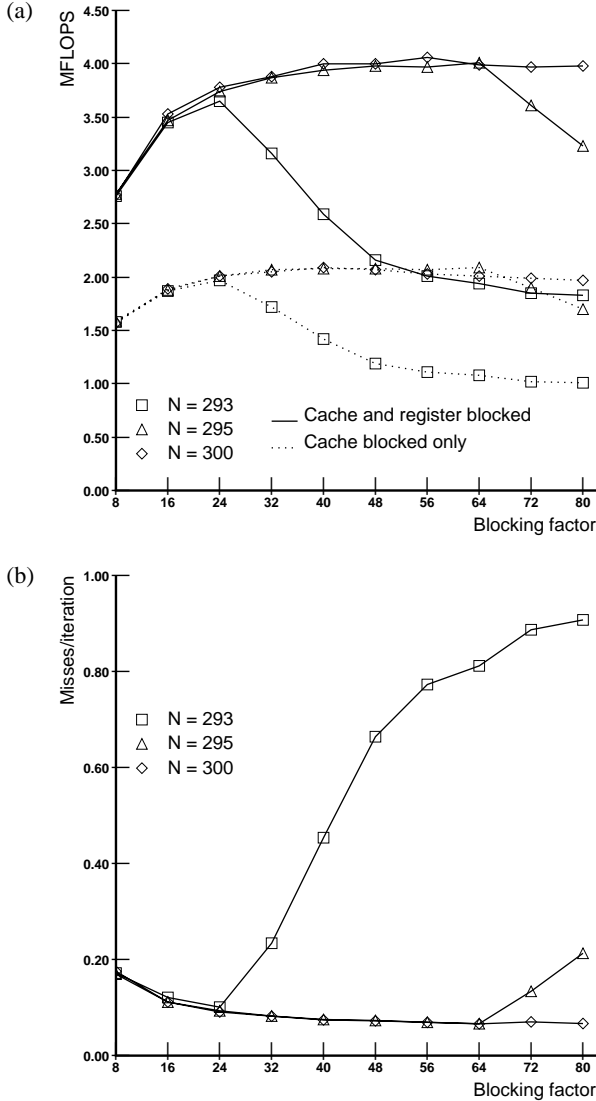 (a)
MFLOPS
4.50
4.00
3.50
3.00
2.50
2.00
1.50
1.00
0.50
0.00
N = 293
N = 295
N = 300
Cache and register blocked
Cache blocked only
8 16 24 32 40 48 56 64 72 80
Blocking factor
(b)
Misses/iteration
1.00
0.80
0.60
0.40
0.20
0.00
N = 293
N = 295
N = 300
8 16 24 32 40 48 56 64 72 80
Blocking factor